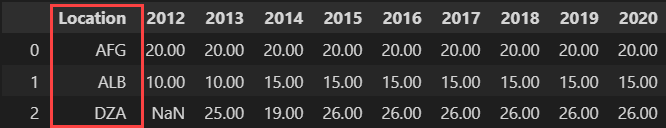 Location 2012 2013 2014 2015 2016 2017 2018 2019 2020
0 AFG 20.00 20.00 20.00 20.00 20.00 20.00 20.00 20.00 20.00
1 ALB 10.00 10.00 15.00 15.00 15.00 15.00 15.00 15.00 15.00
2 DZA NaN 25.00 19.00 26.00 26.00 26.00 26.00 26.00 26.00